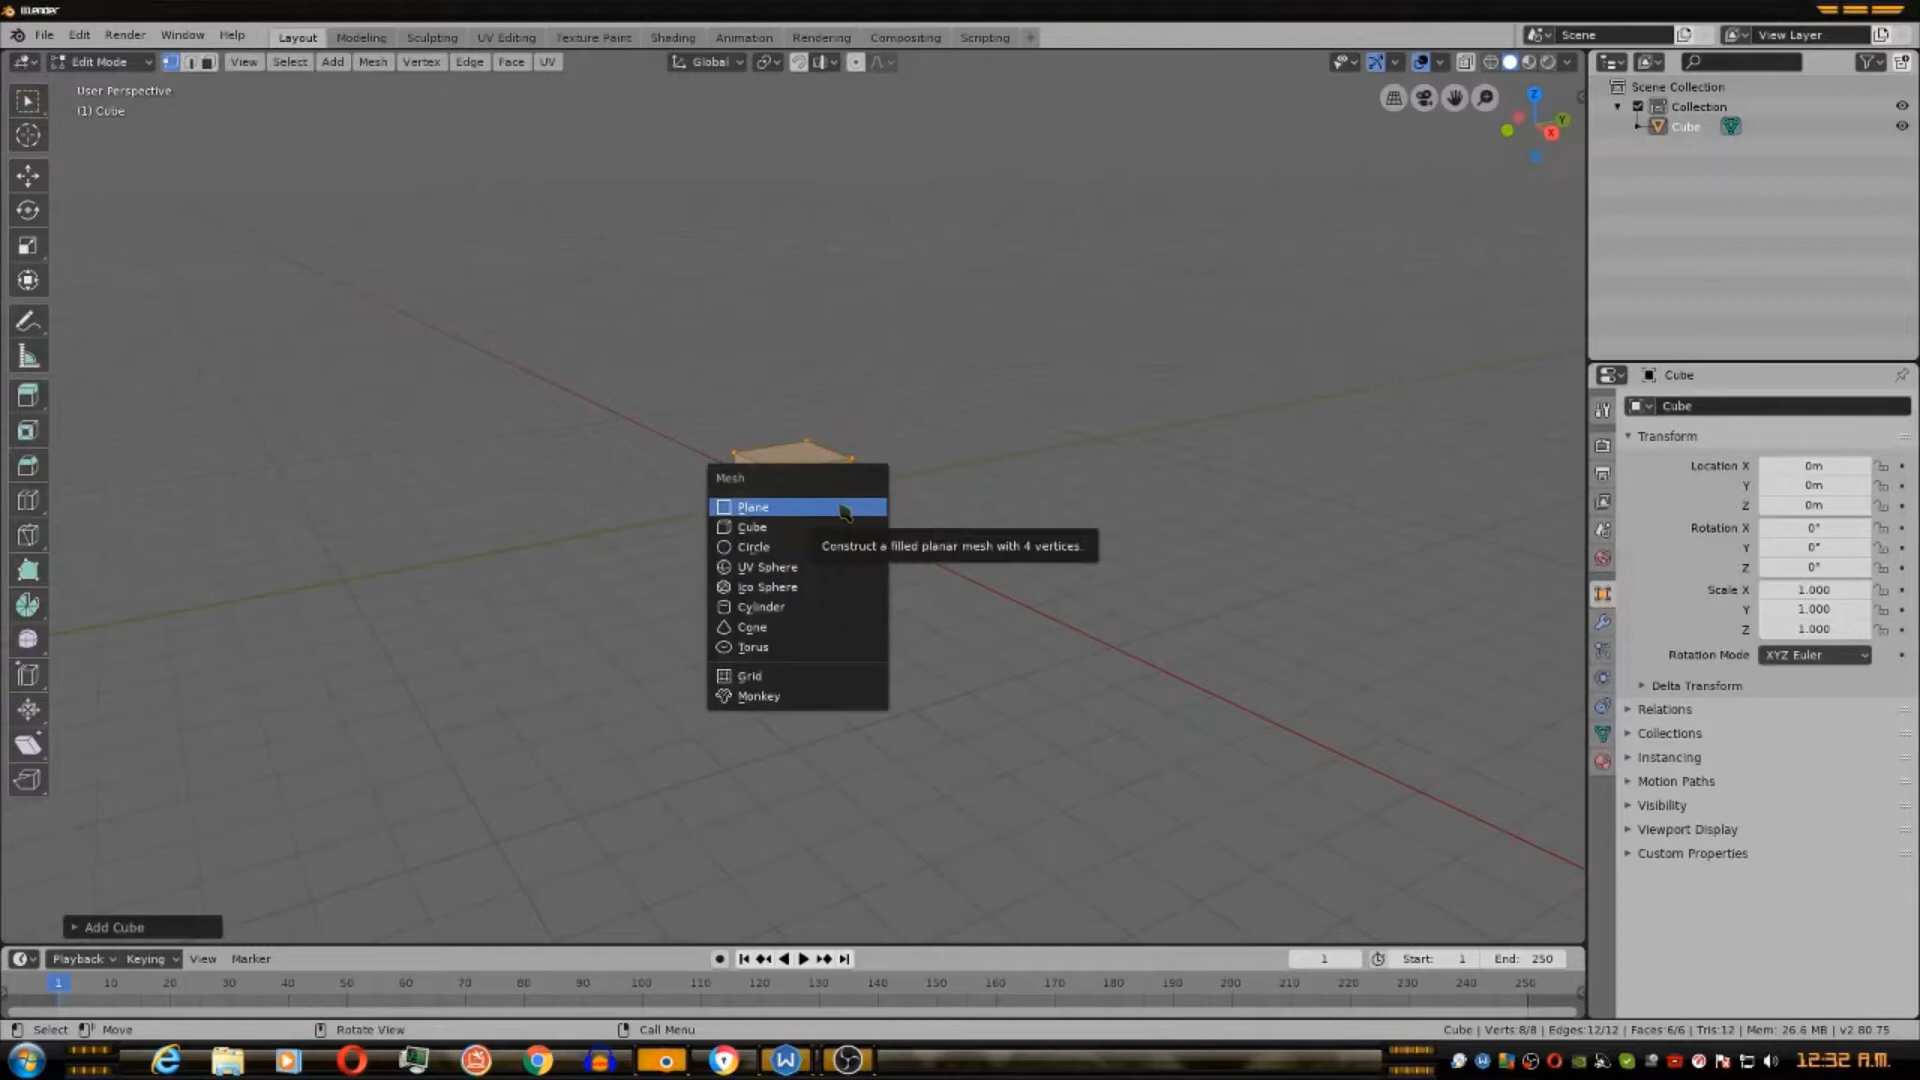 Blender
File Edit Render Window Help Layout Modeling Sculpting UV Editing Texture Paint Shading Animation Rendering Compositing Scripting + Scene View Layer
Edit Mode View Select Add Mesh Vertex Edge Face UV Global
User Perspective
(1) Cube
Scene Collection
Collection
Cube
Mesh
Plane
Cube
Circle
UV Sphere
Ico Sphere
Cylinder
Cone
Torus
Grid
Monkey
Construct a filled planar mesh with 4 vertices.
Z
Y
X
Cube
Cube
Transform
Location X 0m
Y 0m
Z 0m
Rotation X 0°
Y 0°
Z 0°
Scale X 1.000
Y 1.000
Z 1.000
Rotation Mode XYZ Euler
Delta Transform
Relations
Collections
Instancing
Motion Paths
Visibility
Viewport Display
Custom Properties
Add Cube
Playback Keying View Marker 1 Start: 1 End: 250
1 10 20 30 40 50 60 70 80 90 100 110 120 130 140 150 160 170 180 190 200 210 220 230 240 250
Select Move Rotate View Call Menu Cube | Verts:8/8 | Edges:12/12 | Faces:6/6 | Tris:12 | Mem: 26.6 MB | v2.80.75
12:32 A.M.